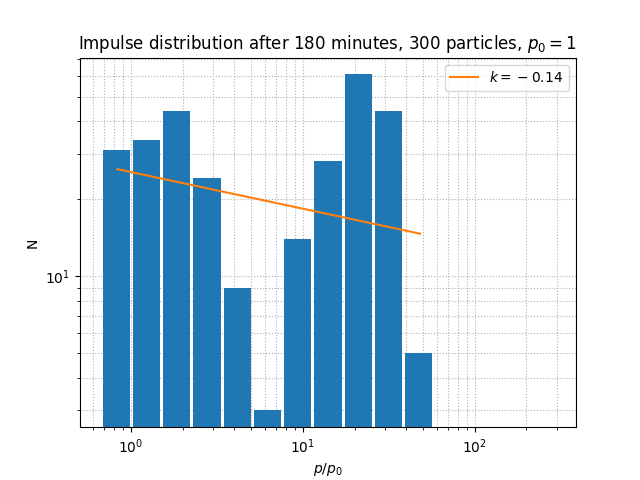 Impulse distribution after 180 minutes, 300 particles, $p_0 = 1$
$k = -0.14$
N
$10^1$
$10^0$ $10^1$ $10^2$
$p/p_0$